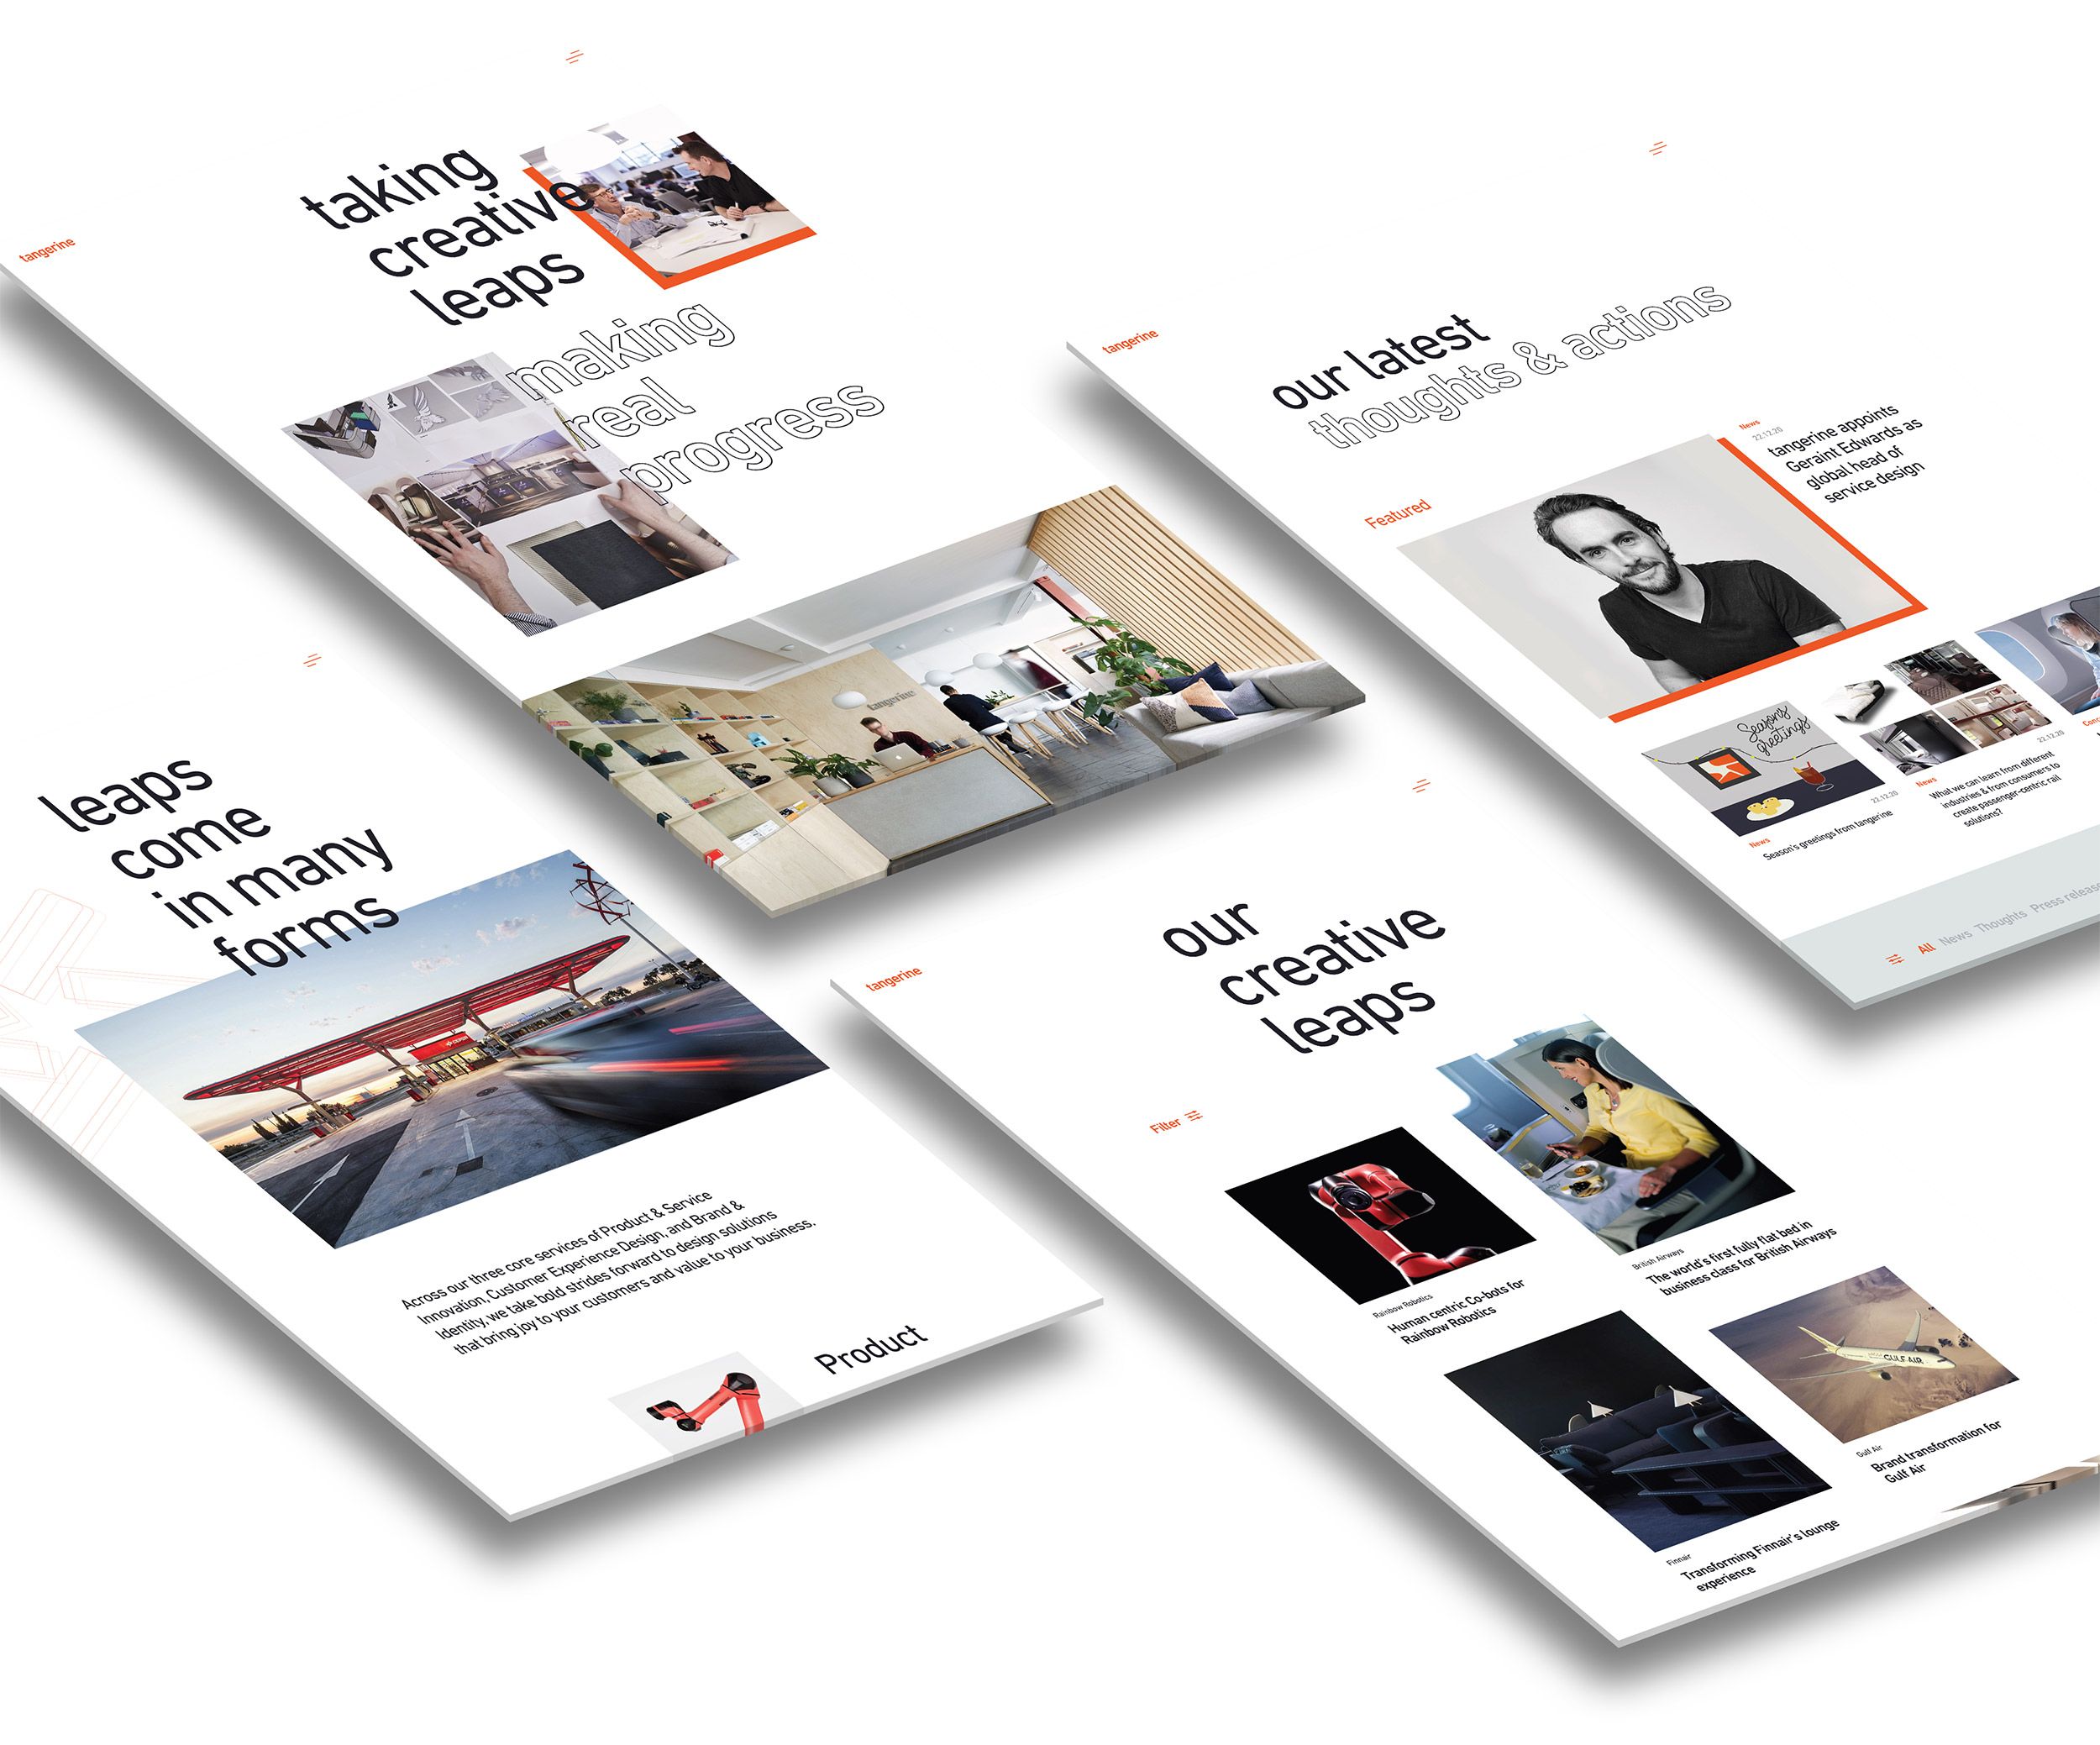 tangerine
taking
creative
leaps
making
real
progress
tangerine
tangerine
our latest
thoughts & actions
Featured
News
22.12.20
tangerine appoints
Geraint Edwards as
global head of
service design
Seasons
greetings
22.12.20
News
Season's greetings from tangerine
22.12.20
News
What we can learn from different
industries & from consumers to
create passenger-centric rail
solutions?
All News Thoughts
Press
leaps
come
in many
forms
CEPSA
Across our three core services of Product & Service
Innovation, Customer Experience Design, and Brand &
Identity, we take bold strides forward to design solutions
that bring joy to your customers and value to your business.
Product
tangerine
our
creative
leaps
Filter
Rainbow Robotics
Human centric Co-bots for
Rainbow Robotics
British Airways
The world's first fully flat bed in
business class for British Airways
GULF AIR
Gulf Air
Brand transformation for
Gulf Air
Finnair
Transforming Finnair's lounge
experience